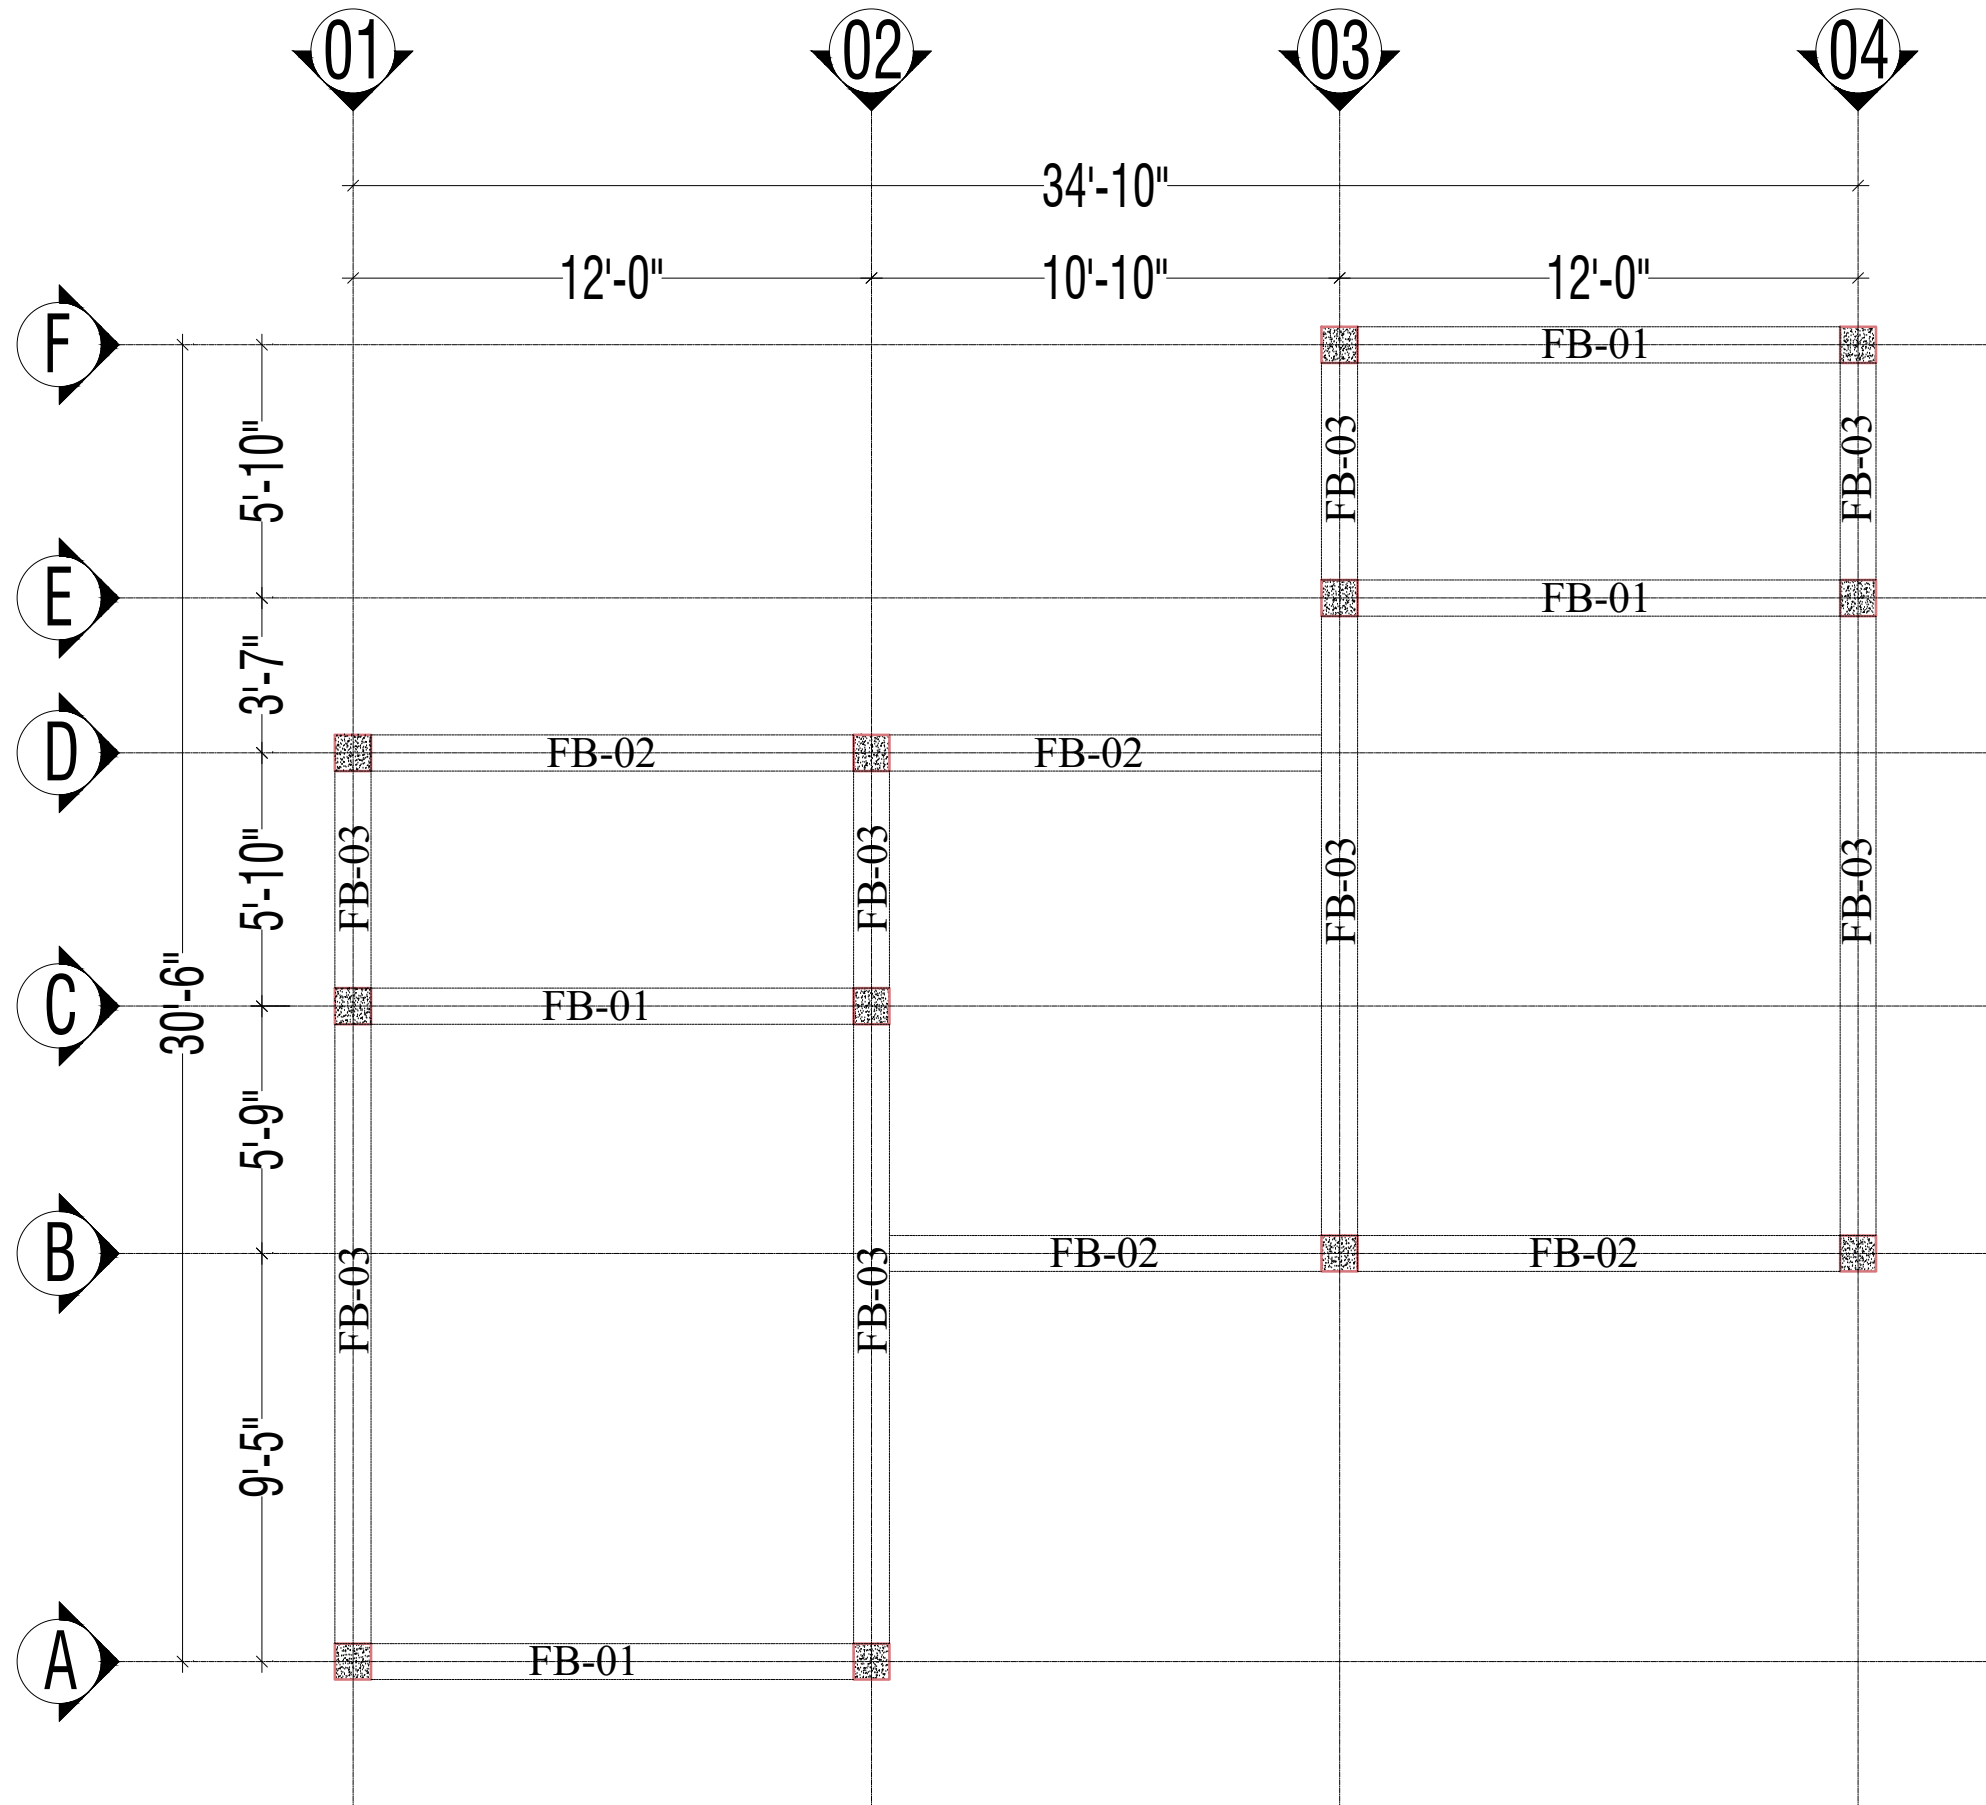 01 02 03 04
34'-10"
12'-0" 10'-10" 12'-0"
F
FB-01
5'-10"
FB-03 FB-03
E
FB-01
3'-7"
D
FB-02 FB-02
5'-10"
FB-03 FB-03 FB-03 FB-03
30'-6"
C
FB-01
5'-9"
B
FB-02 FB-02
FB-03 FB-03
9'-5"
A
FB-01